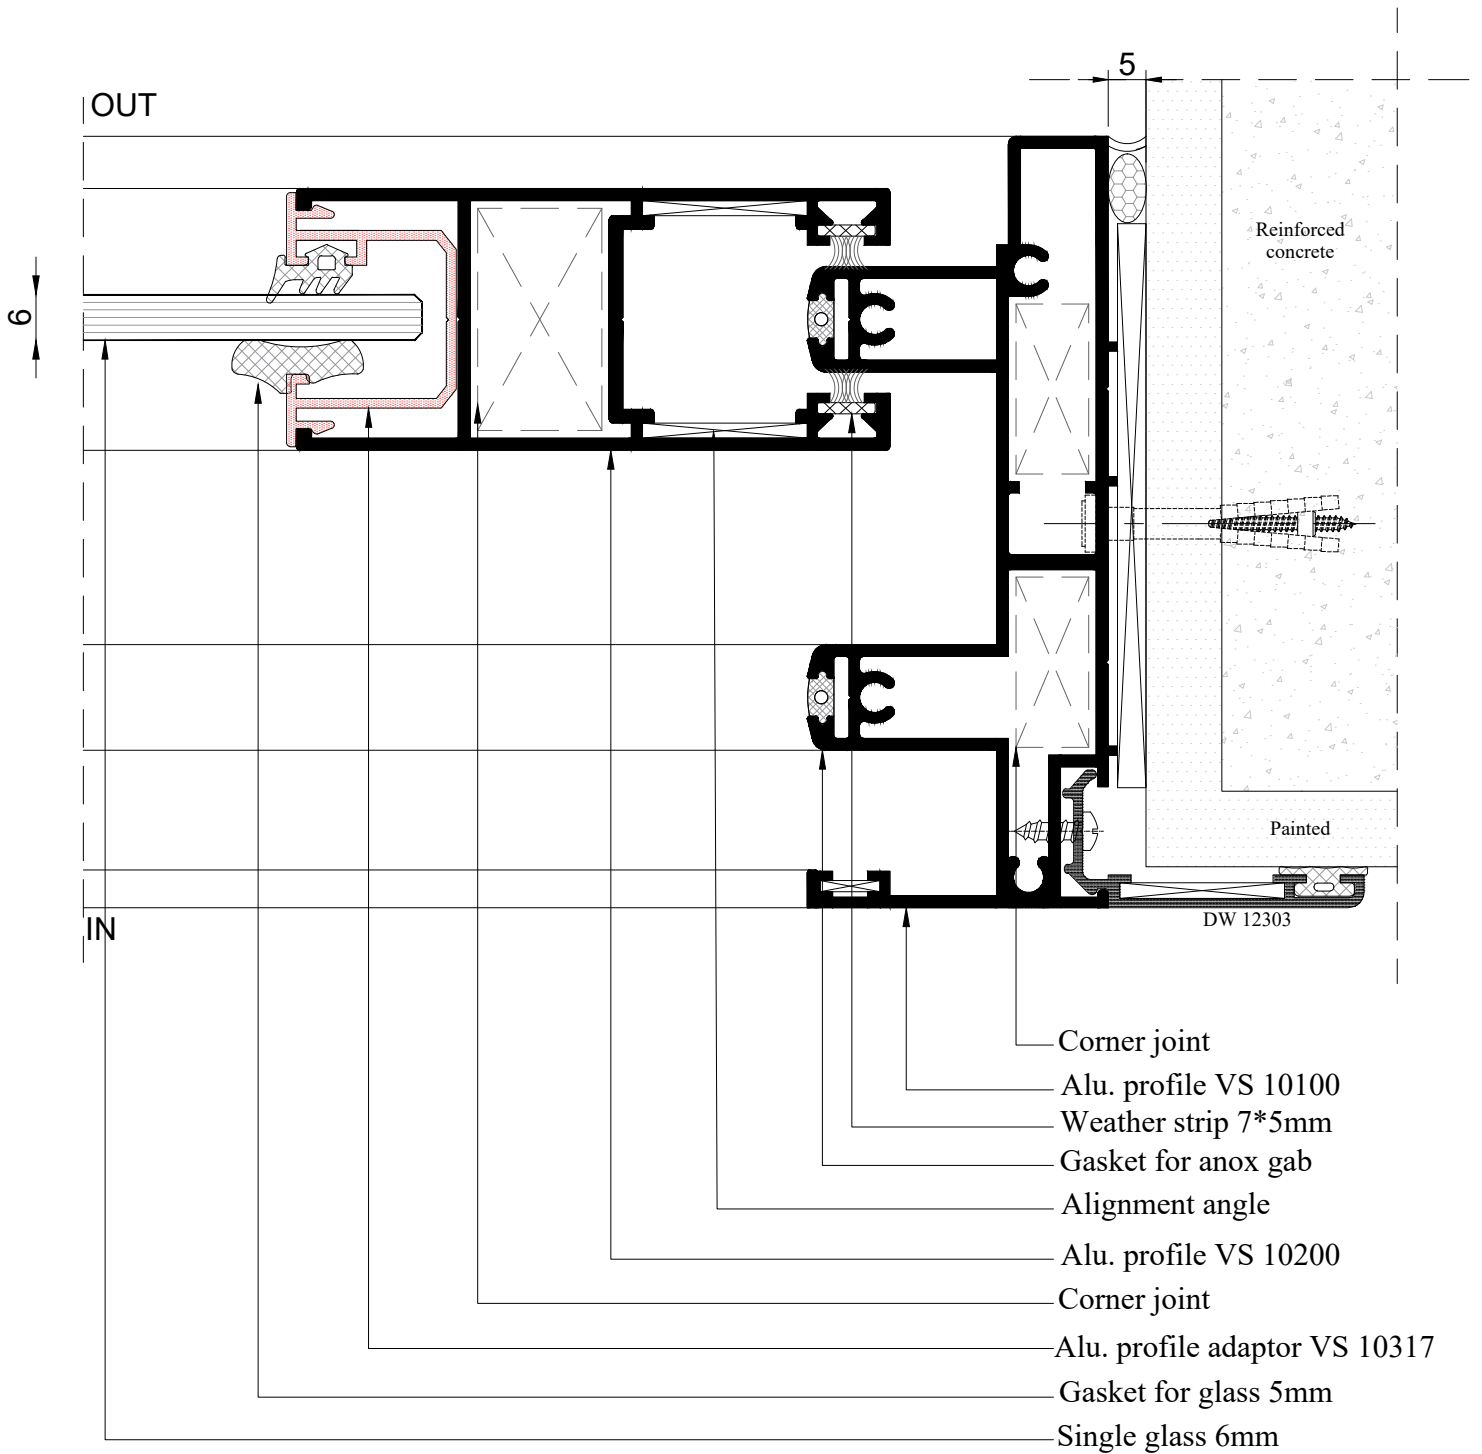 5
OUT
Reinforced
concrete
6
Painted
DW 12303
IN
Corner joint
Alu. profile VS 10100
Weather strip 7*5mm
Gasket for anox gab
Alignment angle
Alu. profile VS 10200
Corner joint
Alu. profile adaptor VS 10317
Gasket for glass 5mm
Single glass 6mm